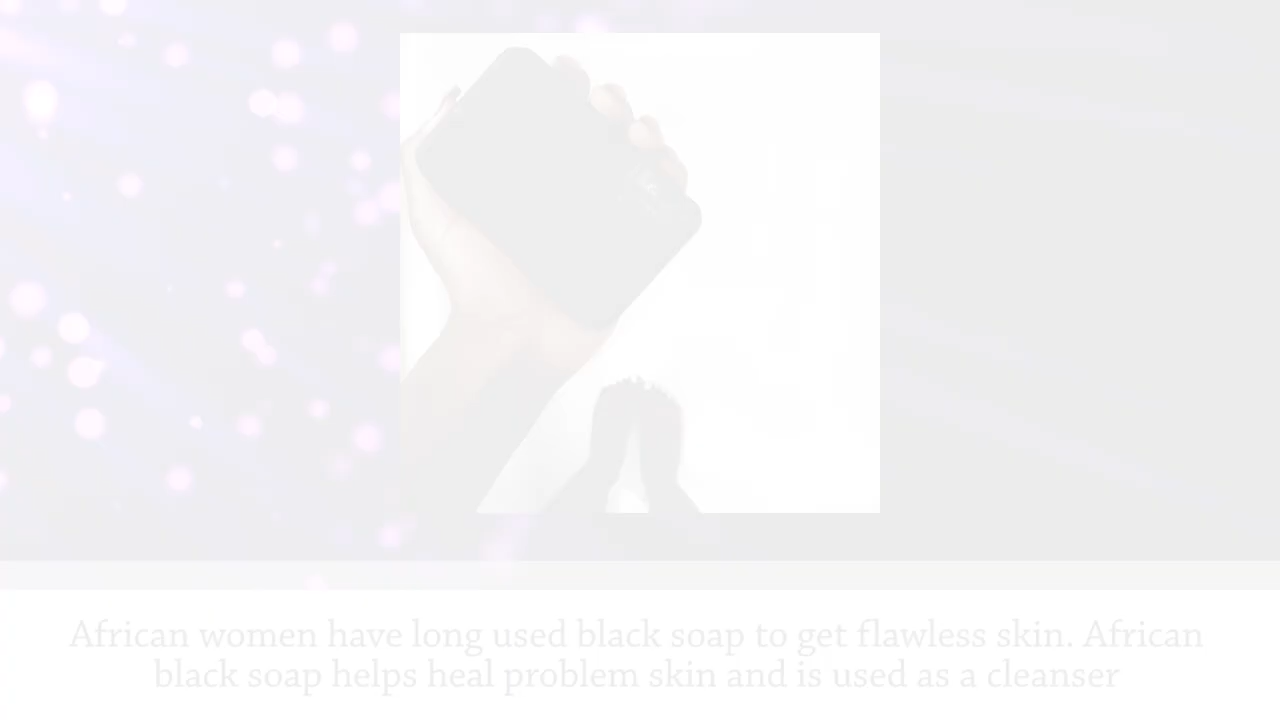 African women have long used black soap to get flawless skin. African
black soap helps heal problem skin and is used as a cleanser